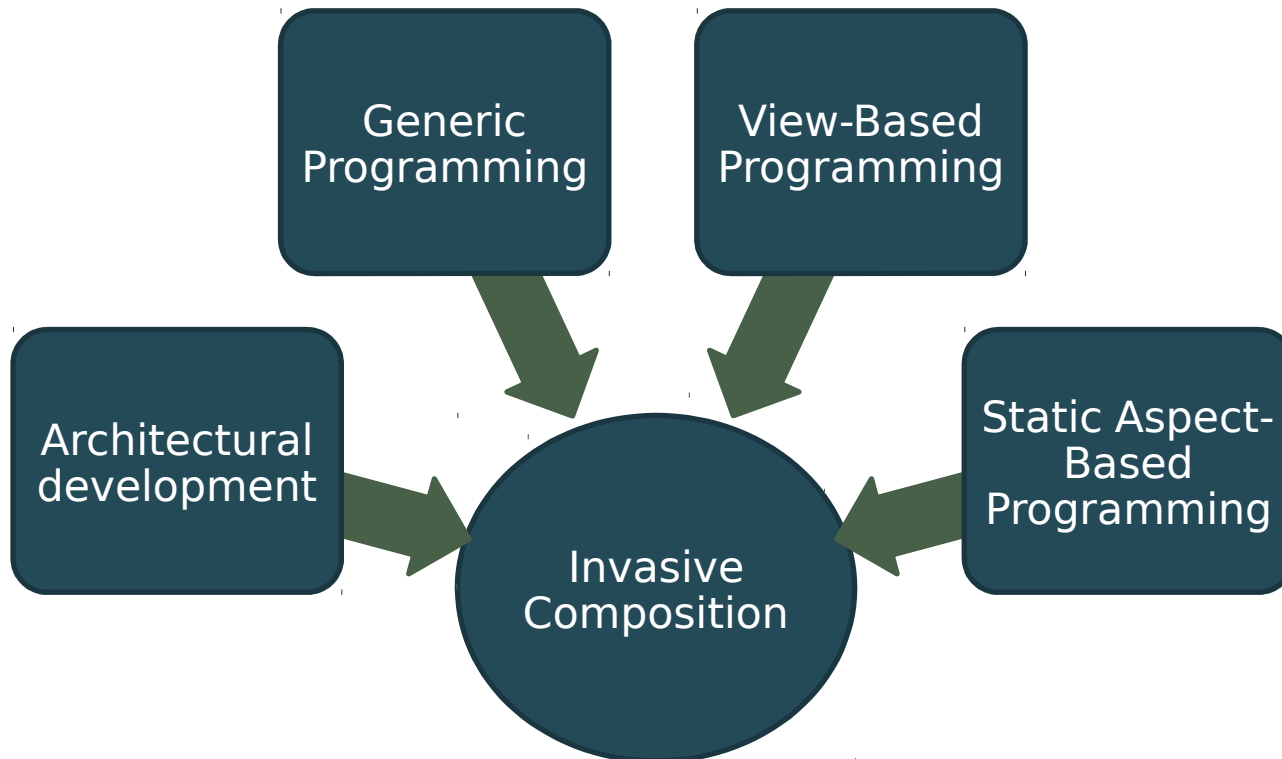 Generic
Programming
View-Based
Programming
Architectural
development
Static Aspect-
Based
Programming
Invasive
Composition